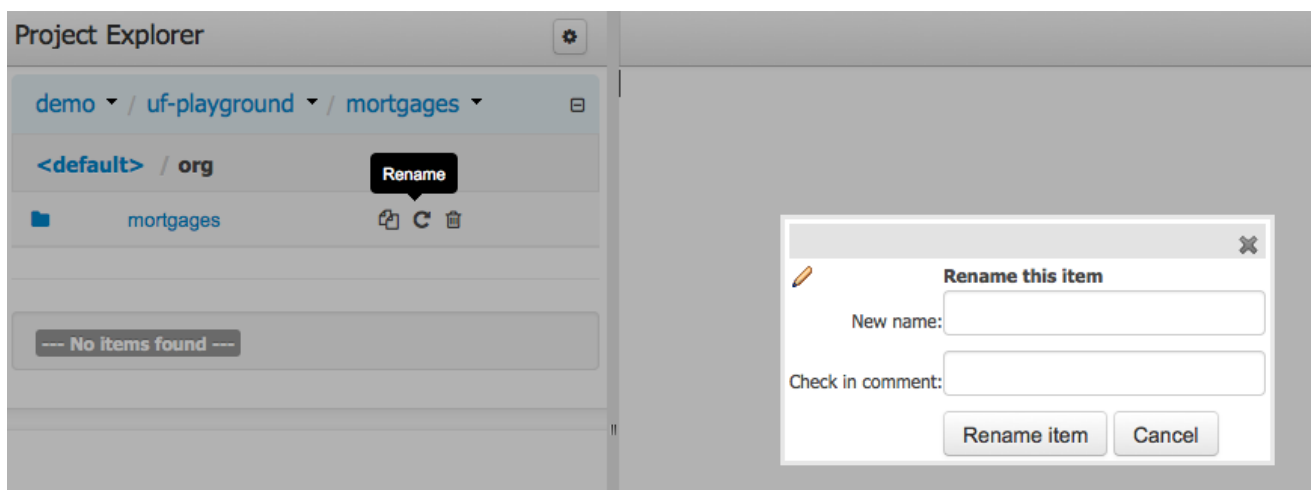 Project Explorer
demo / uf-playground / mortgages
<default> / org
Rename
mortgages
--- No items found ---
Rename this item
New name:
Check in comment:
Rename item Cancel